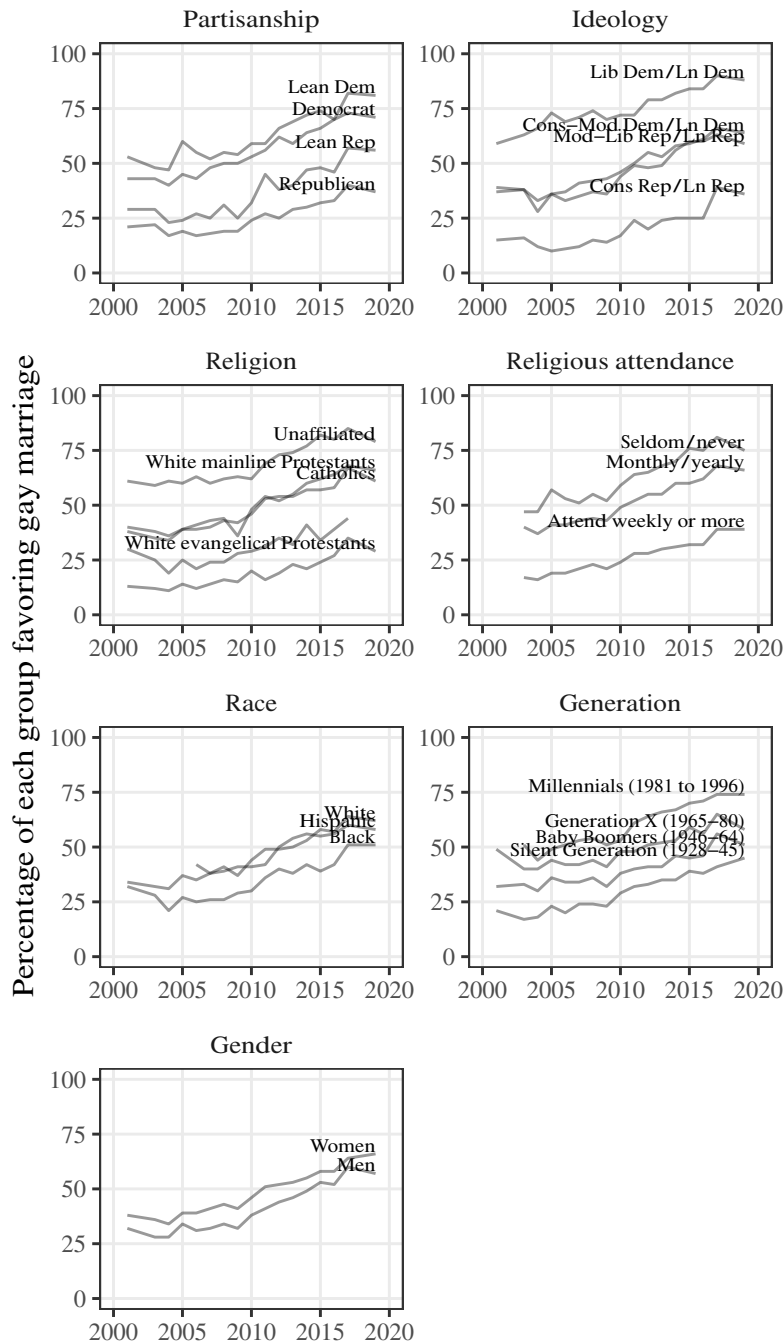 Partisanship
Ideology
100
75
50
25
0
Lean Dem
Democrat
Lean Rep
Republican
2000 2005 2010 2015 2020
100
75
50
25
0
Lib Dem/Ln Dem
Cons−Mod Dem/Ln Dem
Mod−Lib Rep/Ln Rep
Cons Rep/Ln Rep
2000 2005 2010 2015 2020
Percentage of each group favoring gay marriage
Religion
Religious attendance
100
75
50
25
0
Unaffiliated
White mainline Protestants
Catholics
White evangelical Protestants
2000 2005 2010 2015 2020
100
75
50
25
0
Seldom/never
Monthly/yearly
Attend weekly or more
2000 2005 2010 2015 2020
Race
Generation
100
75
50
25
0
White
Hispanic
Black
2000 2005 2010 2015 2020
100
75
50
25
0
Millennials (1981 to 1996)
Generation X (1965−80)
Baby Boomers (1946−64)
Silent Generation (1928−45)
2000 2005 2010 2015 2020
Gender
100
75
50
25
0
Women
Men
2000 2005 2010 2015 2020